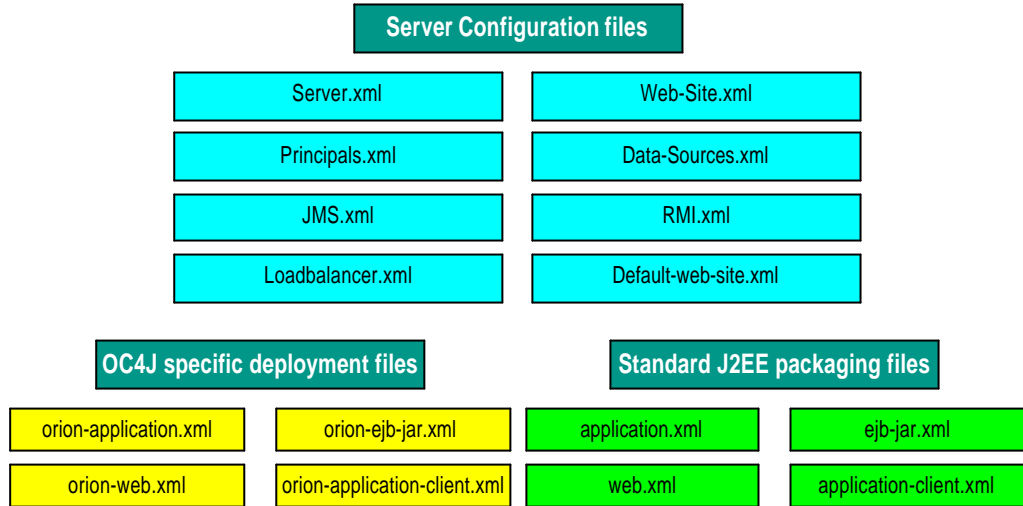 Server Configuration files
Server.xml
Web-Site.xml
Principals.xml
Data-Sources.xml
JMS.xml
RMI.xml
Loadbalancer.xml
Default-web-site.xml
OC4J specific deployment files
Standard J2EE packaging files
orion-application.xml
orion-ejb-jar.xml
application.xml
ejb-jar.xml
orion-web.xml
orion-application-client.xml
web.xml
application-client.xml